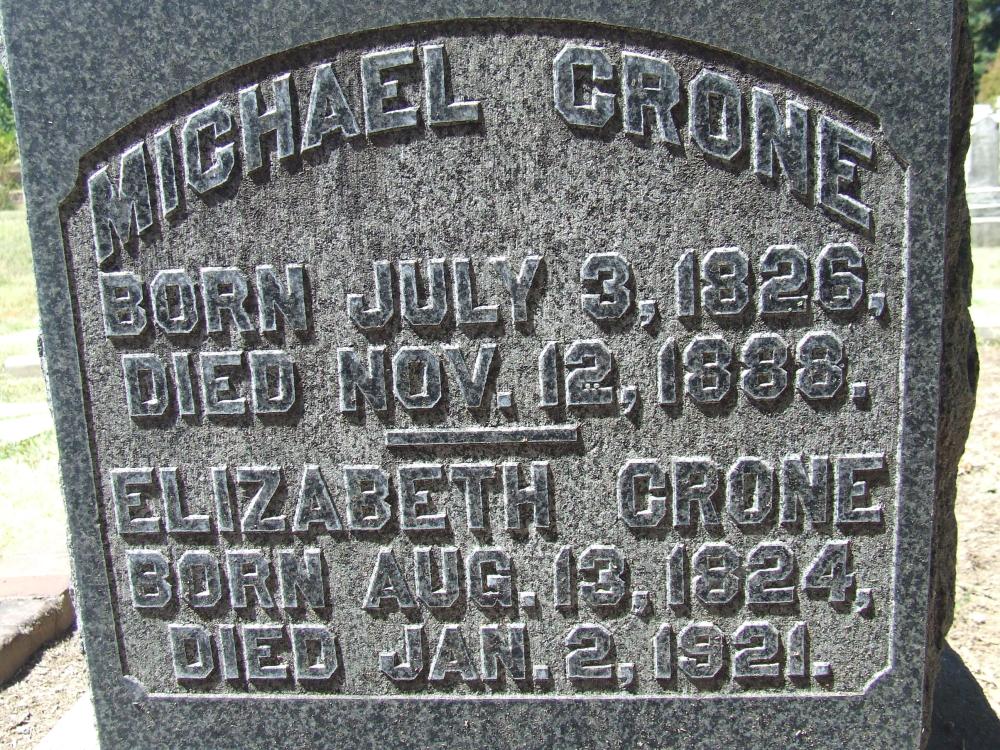 MICHAEL CRONE
BORN JULY 3, 1826,
DIED NOV. 12, 1888.
ELIZABETH CRONE
BORN AUG. 13, 1824,
DIED JAN. 2, 1921.